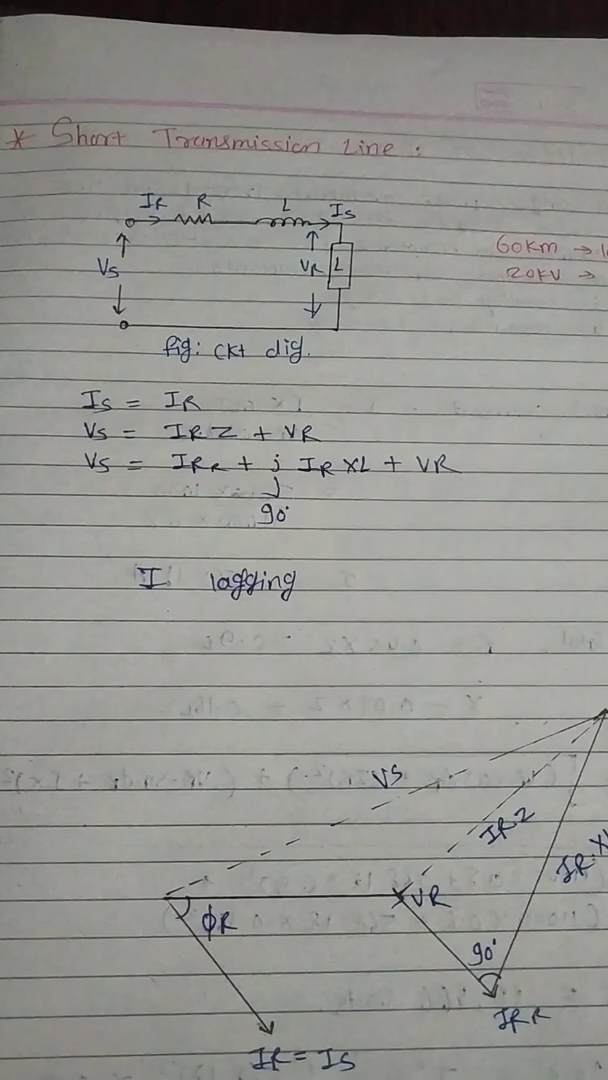 * Short Transmission Line :
IR R L IS
VS VR L
60KM →
20KV →
fig: ckt dig.
IS = IR
VS = IR Z + VR
VS = IRR + j IR XL + VR
90°
I lagging
VS
IRZ
IR X
VR
ΦR
90°
IRR
IR = IS